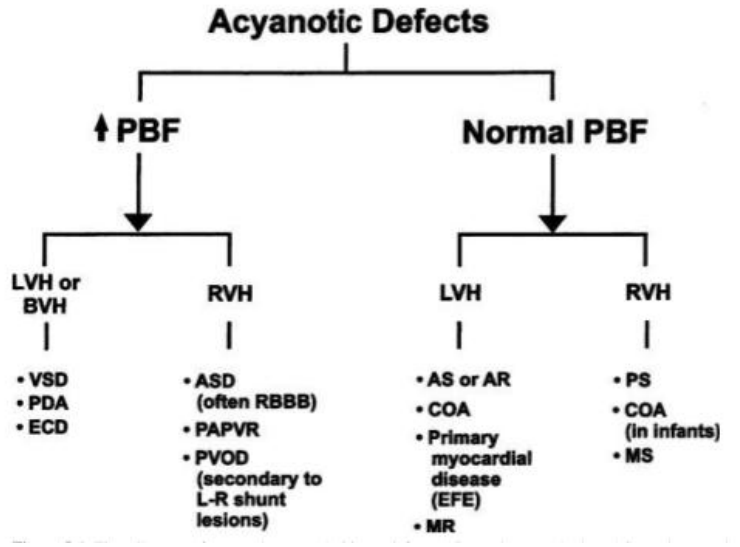 Acyanotic Defects
⬆ PBF
Normal PBF
LVH or
BVH
RVH
LVH
RVH
• VSD
• PDA
• ECD
• ASD
(often RBBB)
• PAPVR
• PVOD
(secondary to
L-R shunt
lesions)
• AS or AR
• COA
• Primary
myocardial
disease
(EFE)
• MR
• PS
• COA
(in infants)
• MS